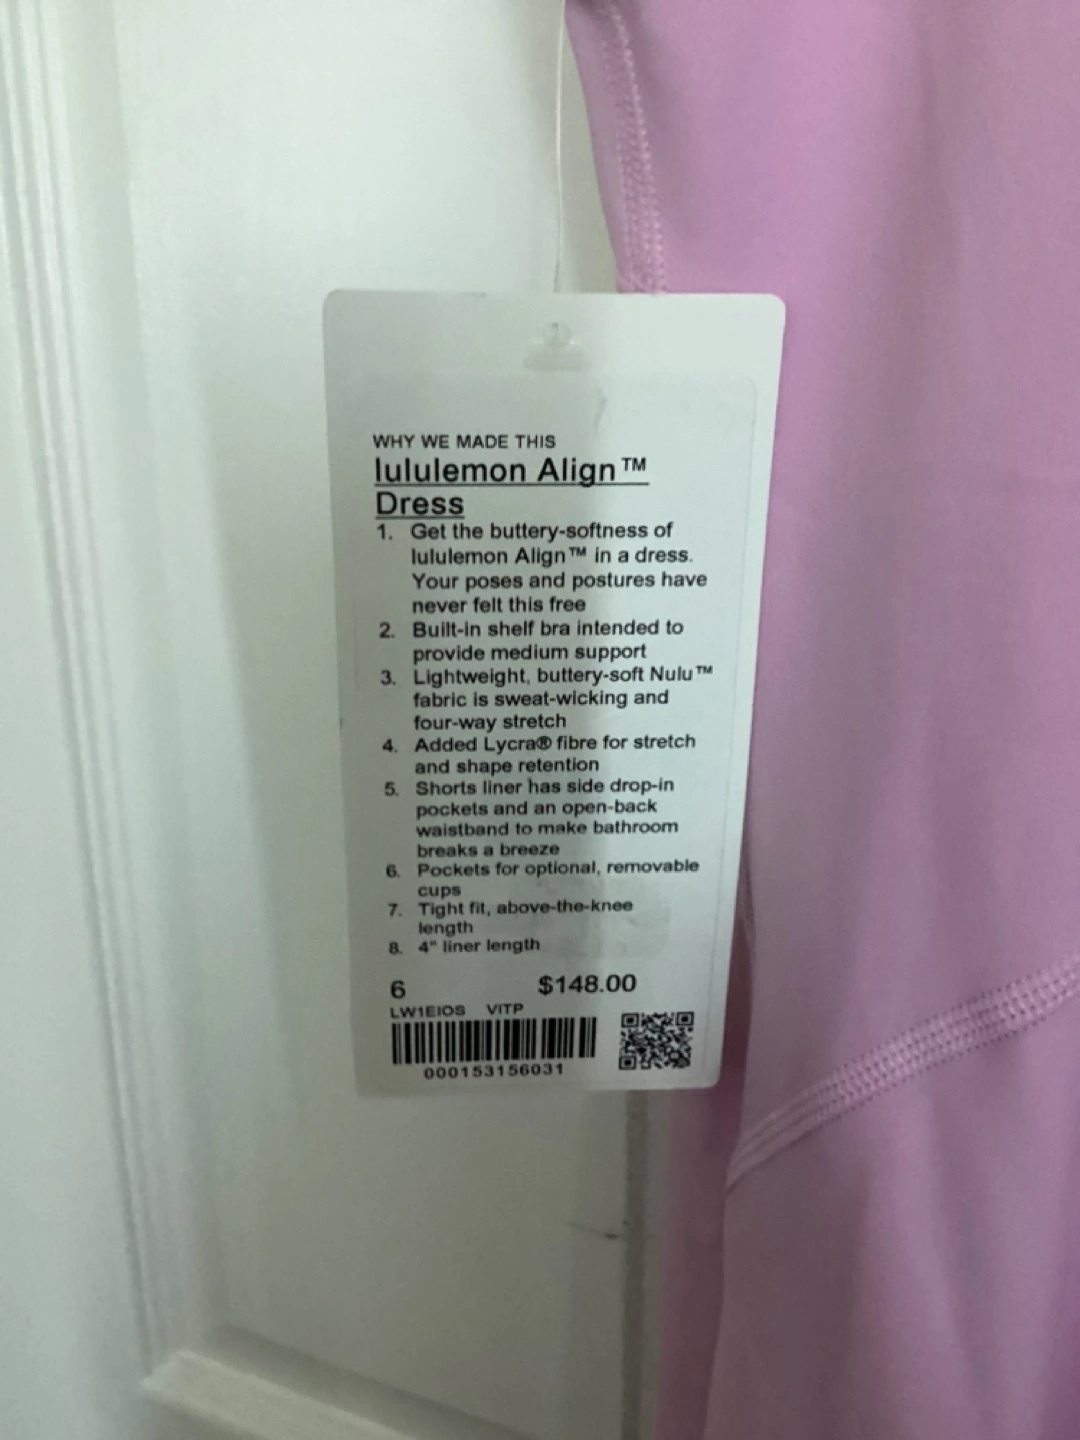 WHY WE MADE THIS
lululemon Align™
Dress
1. Get the buttery-softness of
lululemon Align™ in a dress.
Your poses and postures have
never felt this free
2. Built-in shelf bra intended to
provide medium support
3. Lightweight, buttery-soft Nulu™
fabric is sweat-wicking and
four-way stretch
4. Added Lycra® fibre for stretch
and shape retention
5. Shorts liner has side drop-in
pockets and an open-back
waistband to make bathroom
breaks a breeze
6. Pockets for optional, removable
cups
7. Tight fit, above-the-knee
length
8. 4" liner length
6 $148.00
LW1EIOS VITP
000153156031